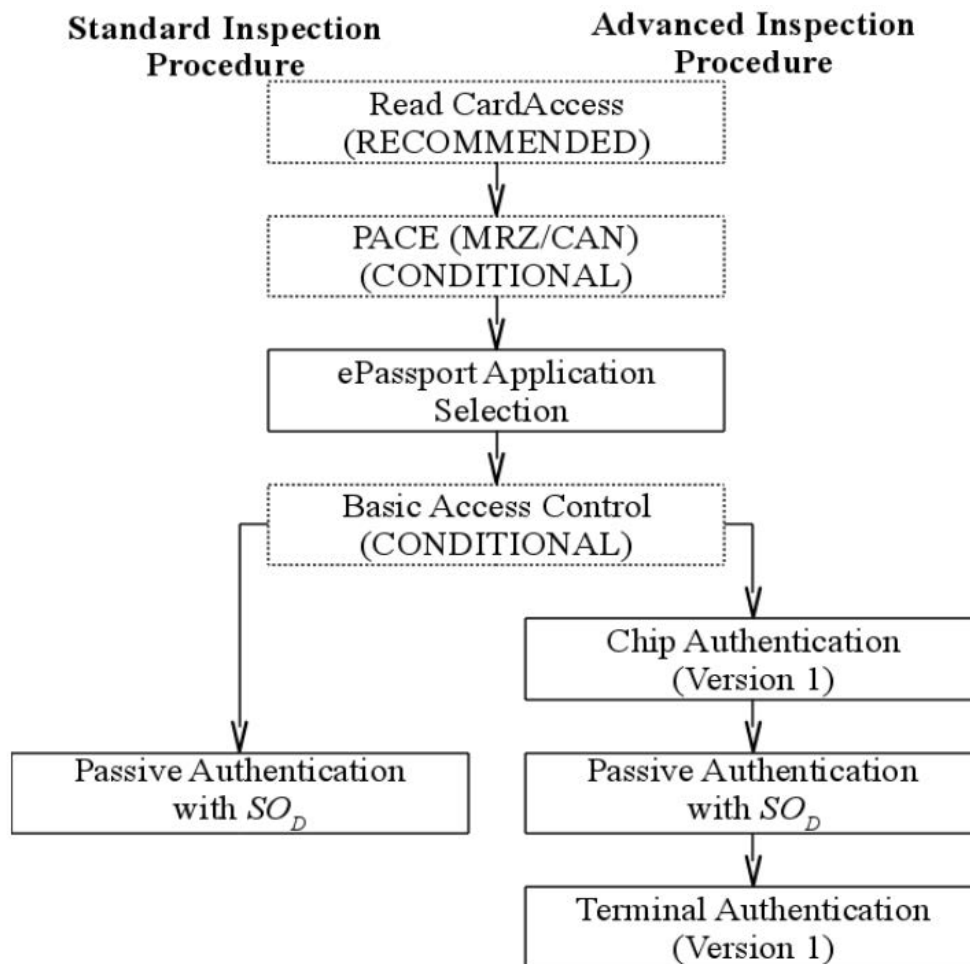 Standard Inspection
Procedure
Advanced Inspection
Procedure
Read CardAccess
(RECOMMENDED)
PACE (MRZ/CAN)
(CONDITIONAL)
ePassport Application
Selection
Basic Access Control
(CONDITIONAL)
Chip Authentication
(Version 1)
Passive Authentication
with SO_D
Passive Authentication
with SO_D
Terminal Authentication
(Version 1)